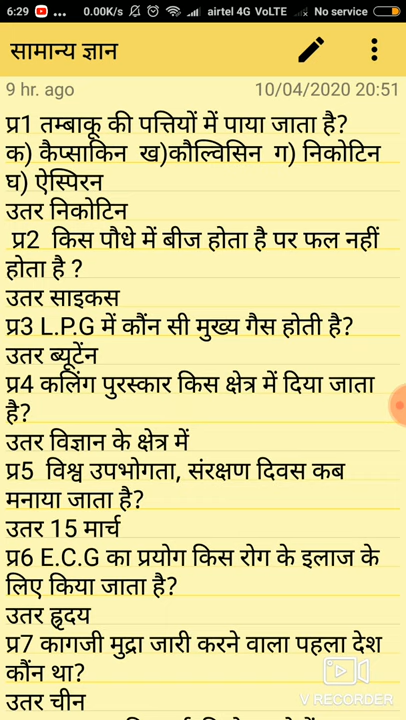 6:29 ... 0.00K/s airtel 4G VoLTE No service
सामान्य ज्ञान
9 hr. ago 10/04/2020 20:51
प्र1 तम्बाकू की पत्तियों में पाया जाता है?
क) कैप्साकिन ख)कौल्विसिन ग) निकोटिन
घ) ऐस्पिरन
उतर निकोटिन
प्र2 किस पौधे में बीज होता है पर फल नहीं
होता है ?
उतर साइकस
प्र3 L.P.G में कौंन सी मुख्य गैस होती है?
उतर ब्यूटेंन
प्र4 कलिंग पुरस्कार किस क्षेत्र में दिया जाता
है?
उतर विज्ञान के क्षेत्र में
प्र5 विश्व उपभोगता, संरक्षण दिवस कब
मनाया जाता है?
उतर 15 मार्च
प्र6 E.C.G का प्रयोग किस रोग के इलाज के
लिए किया जाता है?
उतर ह्रृदय
प्र7 कागजी मुद्रा जारी करने वाला पहला देश
कौंन था?
V RECORDER
उतर चीन